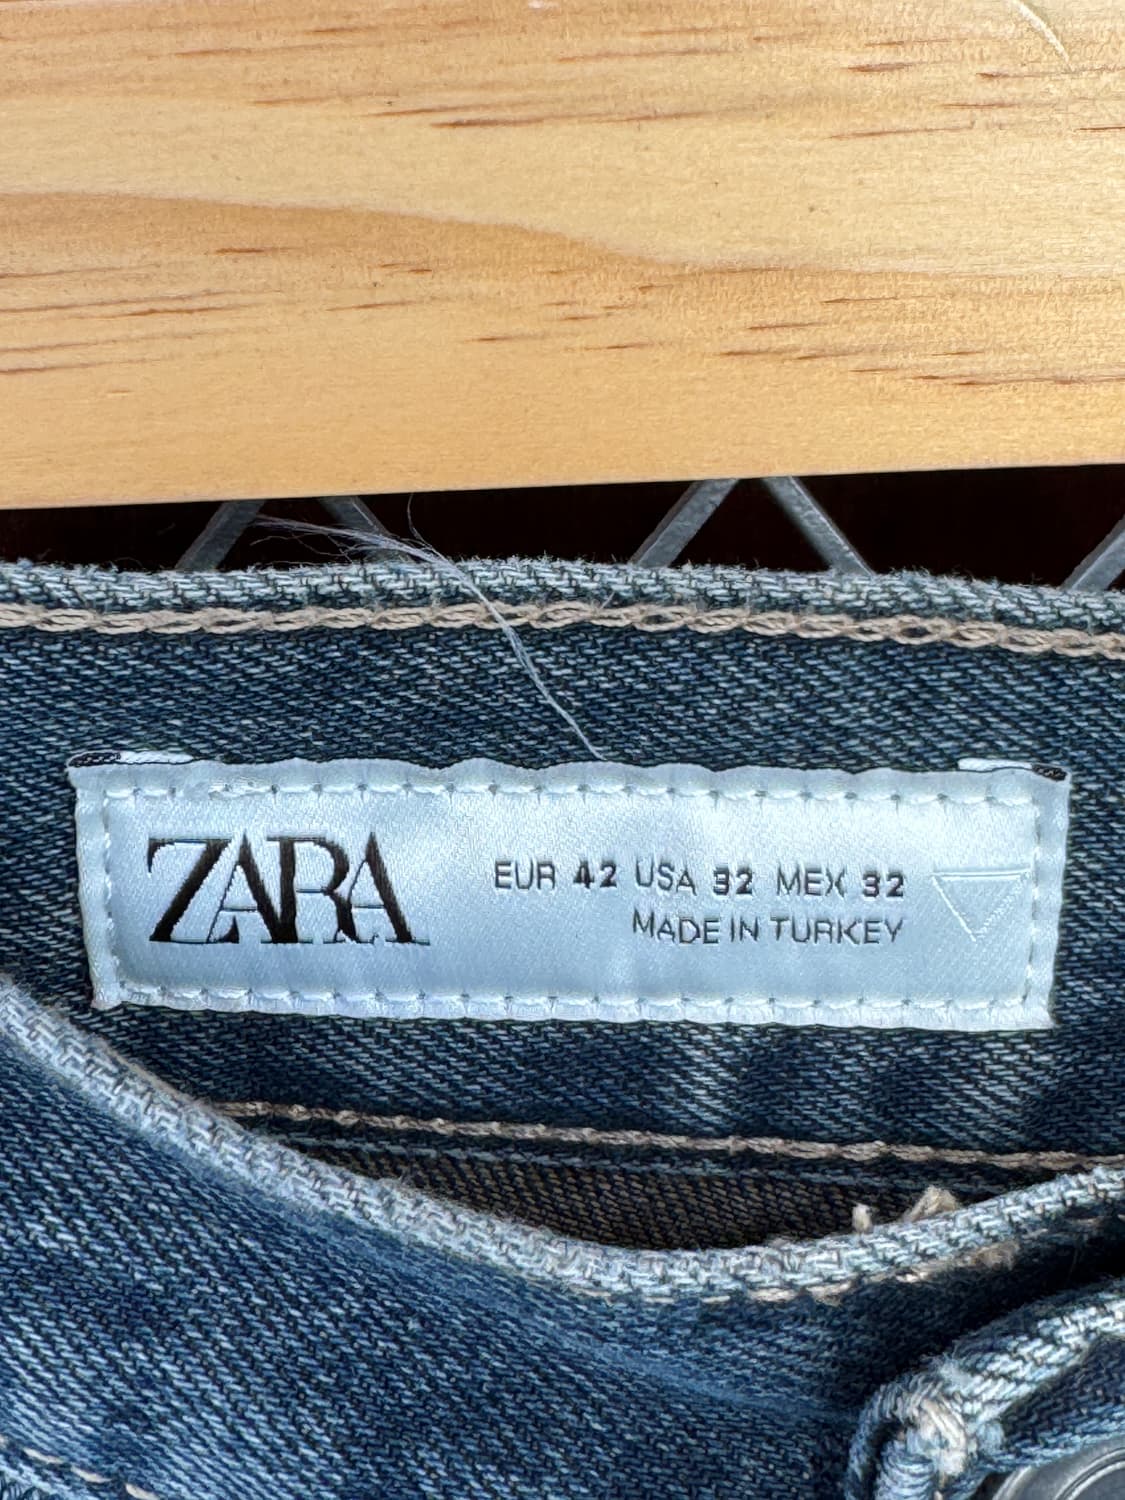 ZARA
EUR 42 USA 32 MEX 32
MADE IN TURKEY